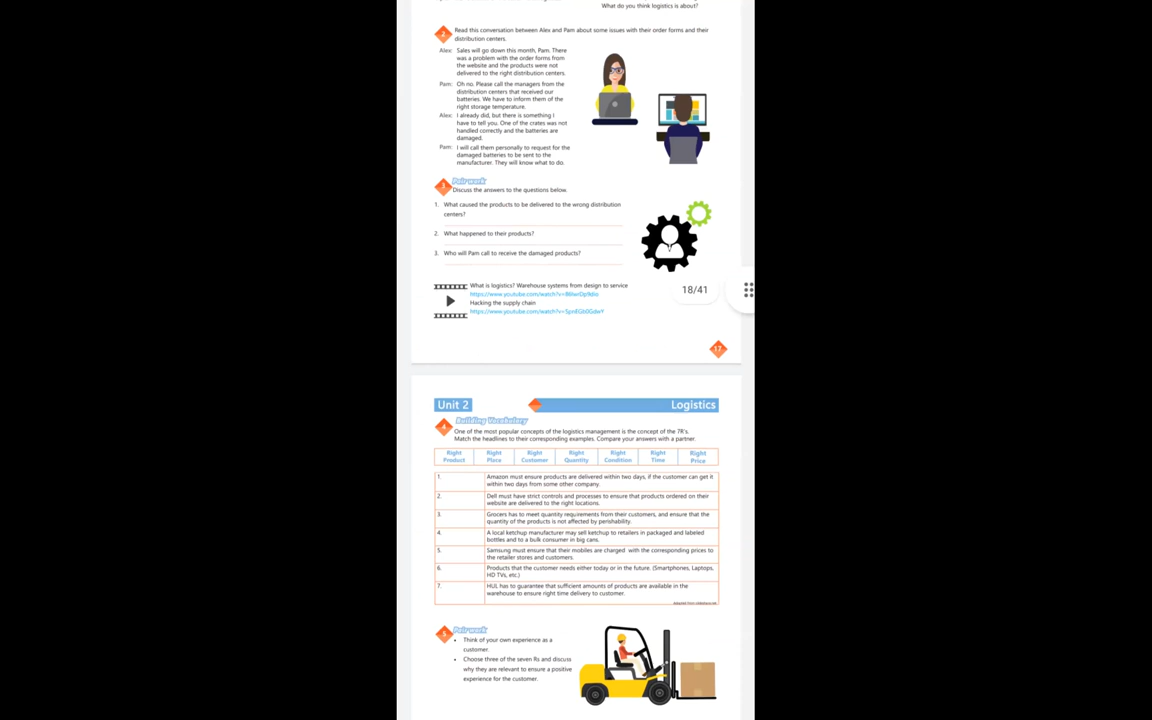 What do you think logistics is about?
2
Read this conversation between Alex and Pam about some issues with their order forms and their
distribution centers.
Alex: Sales will go down this month, Pam. There
was a problem with the order forms from
the website and the products were not
delivered to the right distribution centers.
Pam: Oh no. Please call the managers from the
distribution centers that received our
batteries. We have to inform them of the
right storage temperature.
Alex: I already did, but there is something I
have to tell you. One of the crates was not
handled correctly and the batteries are
damaged.
Pam: I will call them personally to request for the
damaged batteries to be sent to the
manufacturer. They will know what to do.
3
Pair work
Discuss the answers to the questions below.
1. What caused the products to be delivered to the wrong distribution
centers?
2. What happened to their products?
3. Who will Pam call to receive the damaged products?
What is logistics? Warehouse systems from design to service
Hacking the supply chain
18/41
17
Unit 2
Logistics
4
Building Vocabulary
One of the most popular concepts of the logistics management is the concept of the 7R's.
Match the headlines to their corresponding examples. Compare your answers with a partner.
Right Product
Right Place
Right Customer
Right Quantity
Right Condition
Right Time
Right Price
1. Amazon must ensure products are delivered within two days, if the customer can get it
within two days from some other company.
2. Dell must have strict controls and processes to ensure that products ordered on their
website are delivered to the right locations.
3. Grocers has to meet quantity requirements from their customers, and ensure that the
quantity of the products is not affected by perishability.
4. A local ketchup manufacturer may sell ketchup to retailers in packaged and labeled
bottles and to a bulk consumer in big cans.
5. Samsung must ensure that their mobiles are charged with the corresponding prices to
the retailer stores and customers.
6. Products that the customer needs either today or in the future. (Smartphones, Laptops,
HD TVs, etc.)
7. HUL has to guarantee that sufficient amounts of products are available in the
warehouse to ensure right time delivery to customer.
5
Pair work
• Think of your own experience as a
customer.
• Choose three of the seven Rs and discuss
why they are relevant to ensure a positive
experience for the customer.